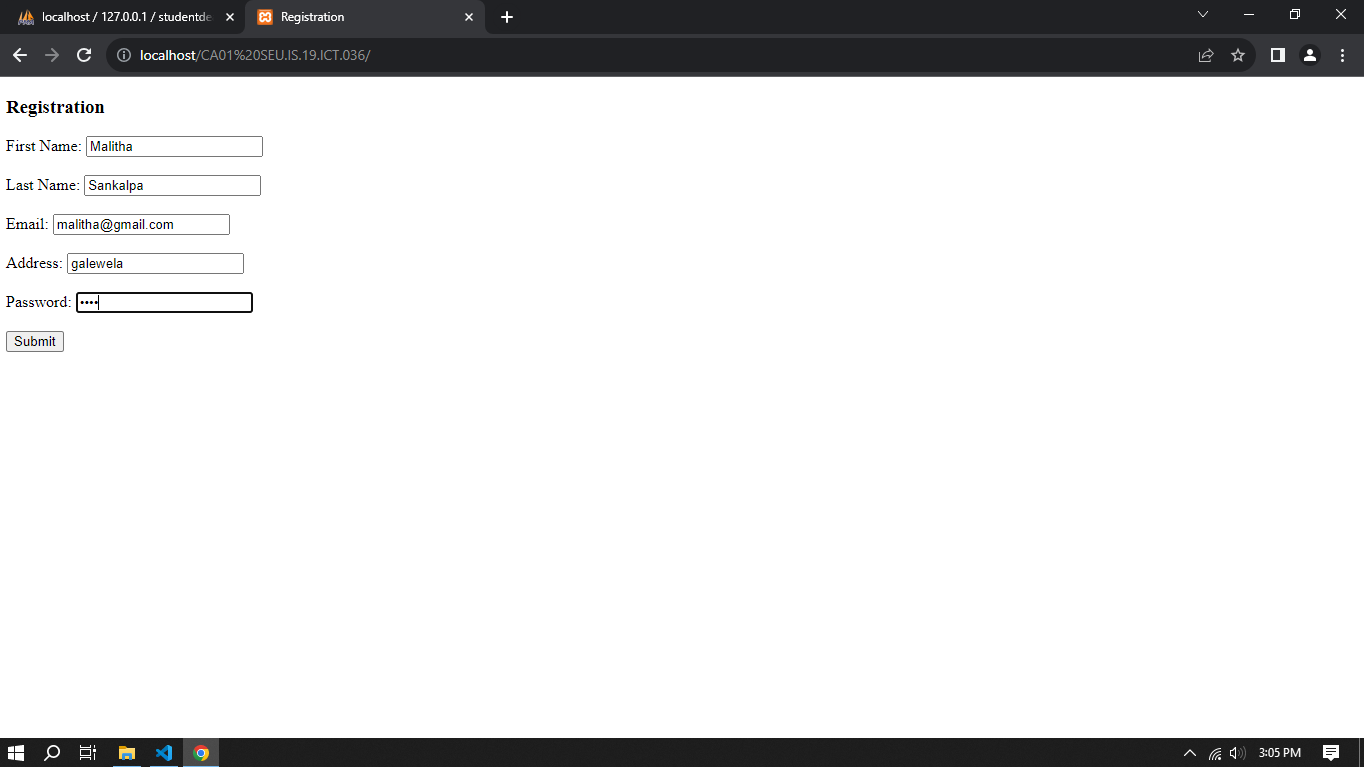 localhost / 127.0.0.1 / studentde
Registration
localhost/CA01%20SEU.IS.19.ICT.036/
Registration
First Name: Malitha
Last Name: Sankalpa
Email: malitha@gmail.com
Address: galewela
Password: ••••
Submit
3:05 PM